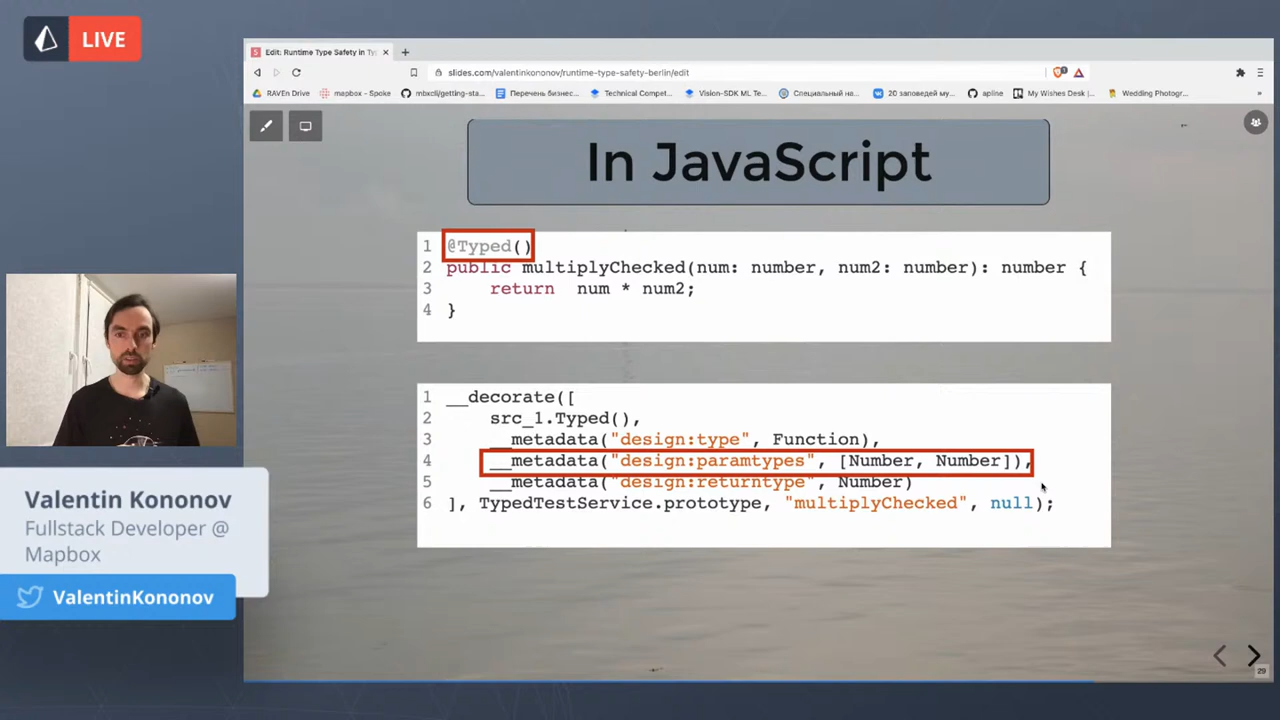 LIVE
Edit: Runtime Type Safety in Ty
slides.com/valentinkononov/runtime-type-safety-berlin/edit
RAVEn Drive
mapbox - Spoke
mbxcli/getting-sta...
Перечень бизнес...
Technical Compet...
Vision-SDK ML Te...
Специальный на...
20 заповедей му...
apline
My Wishes Desk |...
Wedding Photogr...
In JavaScript
1 @Typed()
2 public multiplyChecked(num: number, num2: number): number {
3 return num * num2;
4 }
1 __decorate([
2 src_1.Typed(),
3 __metadata("design:type", Function),
4 __metadata("design:paramtypes", [Number, Number]),
5 __metadata("design:returntype", Number)
6 ], TypedTestService.prototype, "multiplyChecked", null);
Valentin Kononov
Fullstack Developer @
Mapbox
ValentinKononov
29